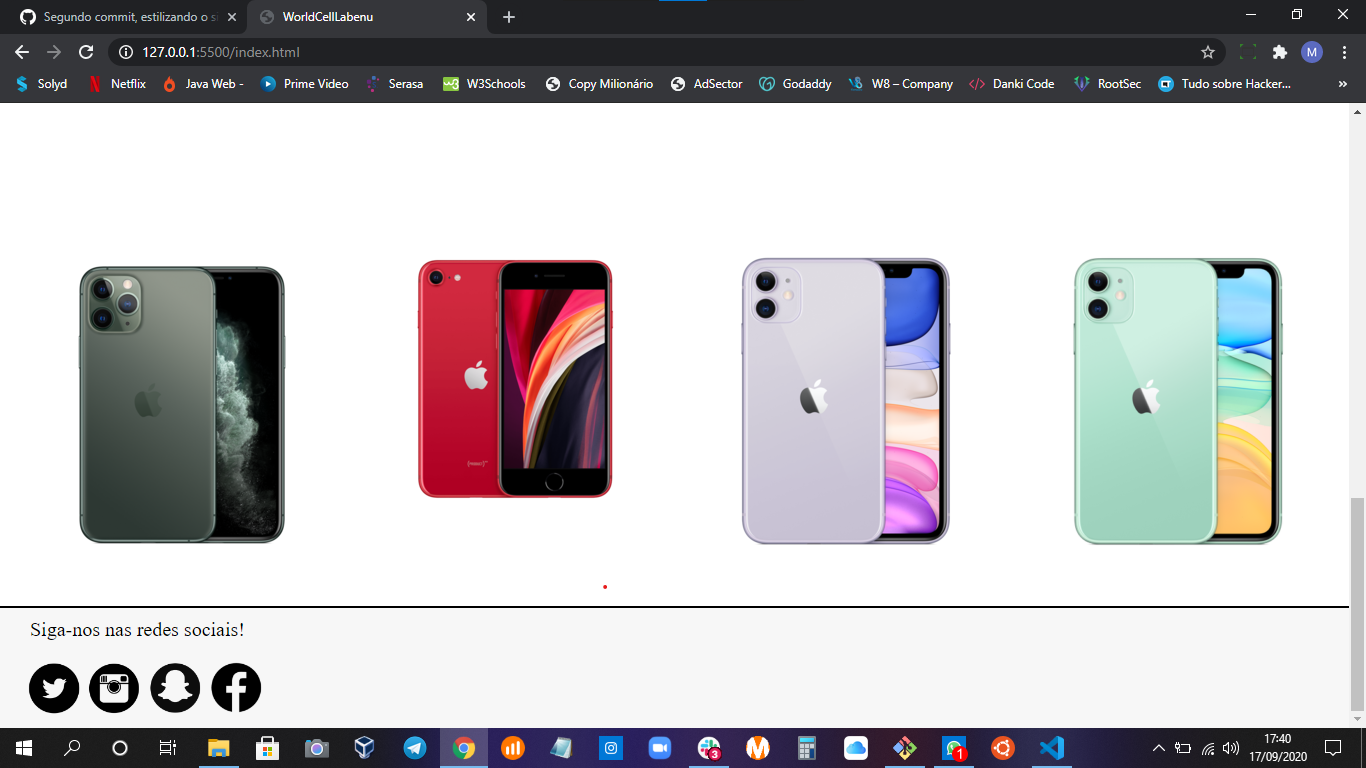 Segundo commit, estilizando o s
WorldCellLabenu
127.0.0.1:5500/index.html
M
Solyd
Netflix
Java Web -
Prime Video
Serasa
W3Schools
Copy Milionário
AdSector
Godaddy
W8 – Company
Danki Code
RootSec
Tudo sobre Hacker...
»
Siga-nos nas redes sociais!
3
1
17:40
17/09/2020